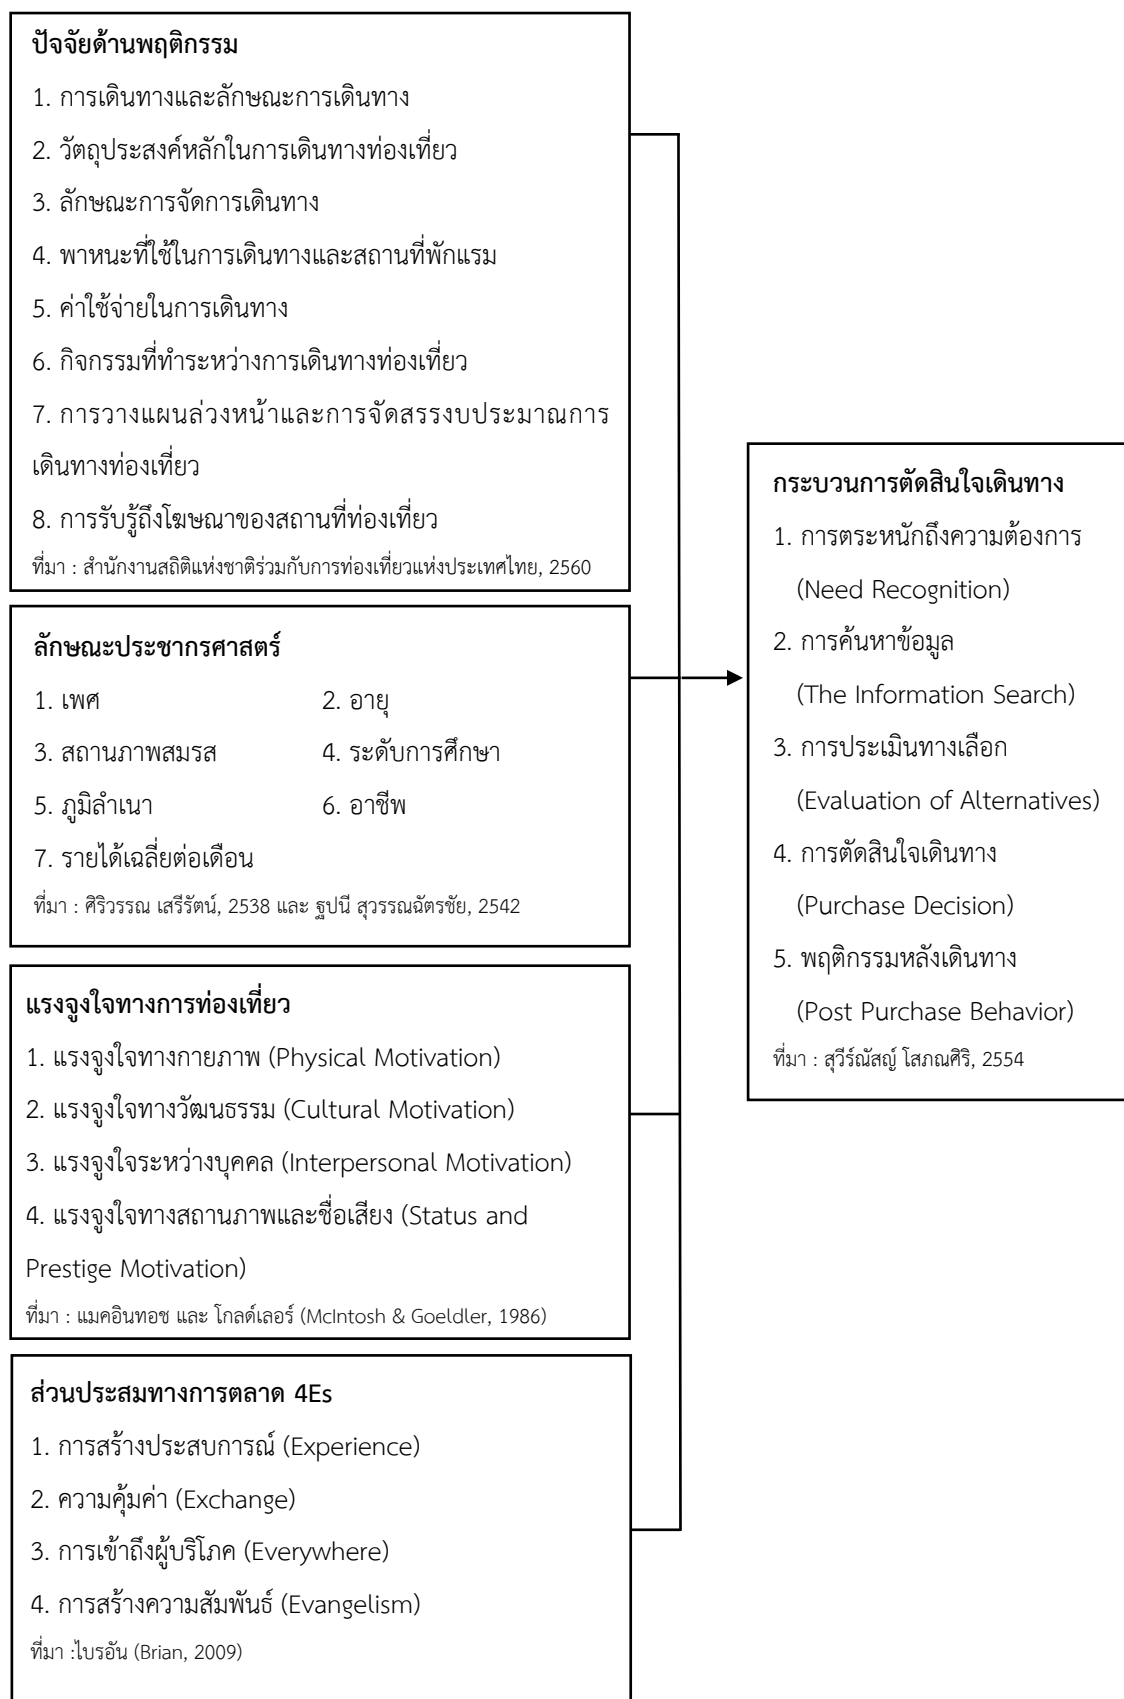 ปัจจัยด้านพฤติกรรม
1. การเดินทางและลักษณะการเดินทาง
2. วัตถุประสงค์หลักในการเดินทางท่องเที่ยว
3. ลักษณะการจัดการเดินทาง
4. พาหนะที่ใช้ในการเดินทางและสถานที่พักแรม
5. ค่าใช้จ่ายในการเดินทาง
6. กิจกรรมที่ทำระหว่างการเดินทางท่องเที่ยว
7. การวางแผนล่วงหน้าและการจัดสรรงบประมาณการ
เดินทางท่องเที่ยว
8. การรับรู้ถึงโฆษณาของสถานที่ท่องเที่ยว
ที่มา : สำนักงานสถิติแห่งชาติร่วมกับการท่องเที่ยวแห่งประเทศไทย, 2560
ลักษณะประชากรศาสตร์
1. เพศ 2. อายุ
3. สถานภาพสมรส 4. ระดับการศึกษา
5. ภูมิลำเนา 6. อาชีพ
7. รายได้เฉลี่ยต่อเดือน
ที่มา : ศิริวรรณ เสรีรัตน์, 2538 และ ฐปนี สุวรรณฉัตรชัย, 2542
แรงจูงใจทางการท่องเที่ยว
1. แรงจูงใจทางกายภาพ (Physical Motivation)
2. แรงจูงใจทางวัฒนธรรม (Cultural Motivation)
3. แรงจูงใจระหว่างบุคคล (Interpersonal Motivation)
4. แรงจูงใจทางสถานภาพและชื่อเสียง (Status and
Prestige Motivation)
ที่มา : แมคอินทอช และ โกลด์เลอร์ (McIntosh & Goeldler, 1986)
ส่วนประสมทางการตลาด 4Es
1. การสร้างประสบการณ์ (Experience)
2. ความคุ้มค่า (Exchange)
3. การเข้าถึงผู้บริโภค (Everywhere)
4. การสร้างความสัมพันธ์ (Evangelism)
ที่มา :ไบรอัน (Brian, 2009)
กระบวนการตัดสินใจเดินทาง
1. การตระหนักถึงความต้องการ
(Need Recognition)
2. การค้นหาข้อมูล
(The Information Search)
3. การประเมินทางเลือก
(Evaluation of Alternatives)
4. การตัดสินใจเดินทาง
(Purchase Decision)
5. พฤติกรรมหลังเดินทาง
(Post Purchase Behavior)
ที่มา : สุวีร์ณัสญ์ โสภณศิริ, 2554